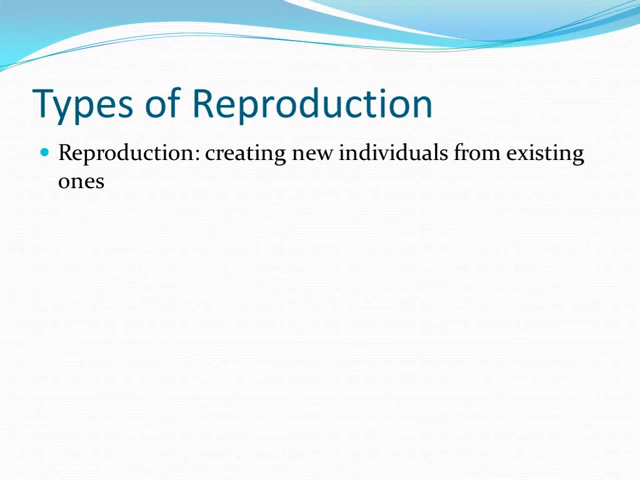 Types of Reproduction
Reproduction: creating new individuals from existing
ones